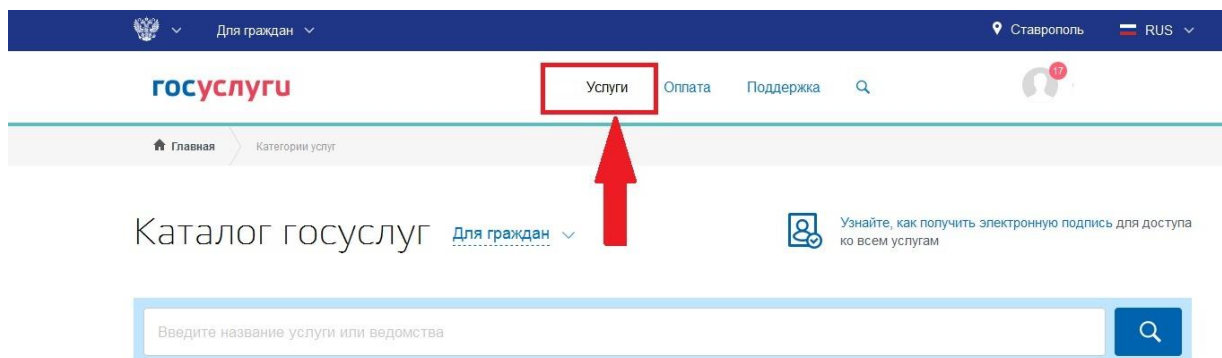 Для граждан
Ставрополь
RUS
госуслуги
Услуги
Оплата
Поддержка
17
Главная
Категории услуг
Каталог госуслуг
Для граждан
Узнайте, как получить электронную подпись для доступа
ко всем услугам
Введите название услуги или ведомства